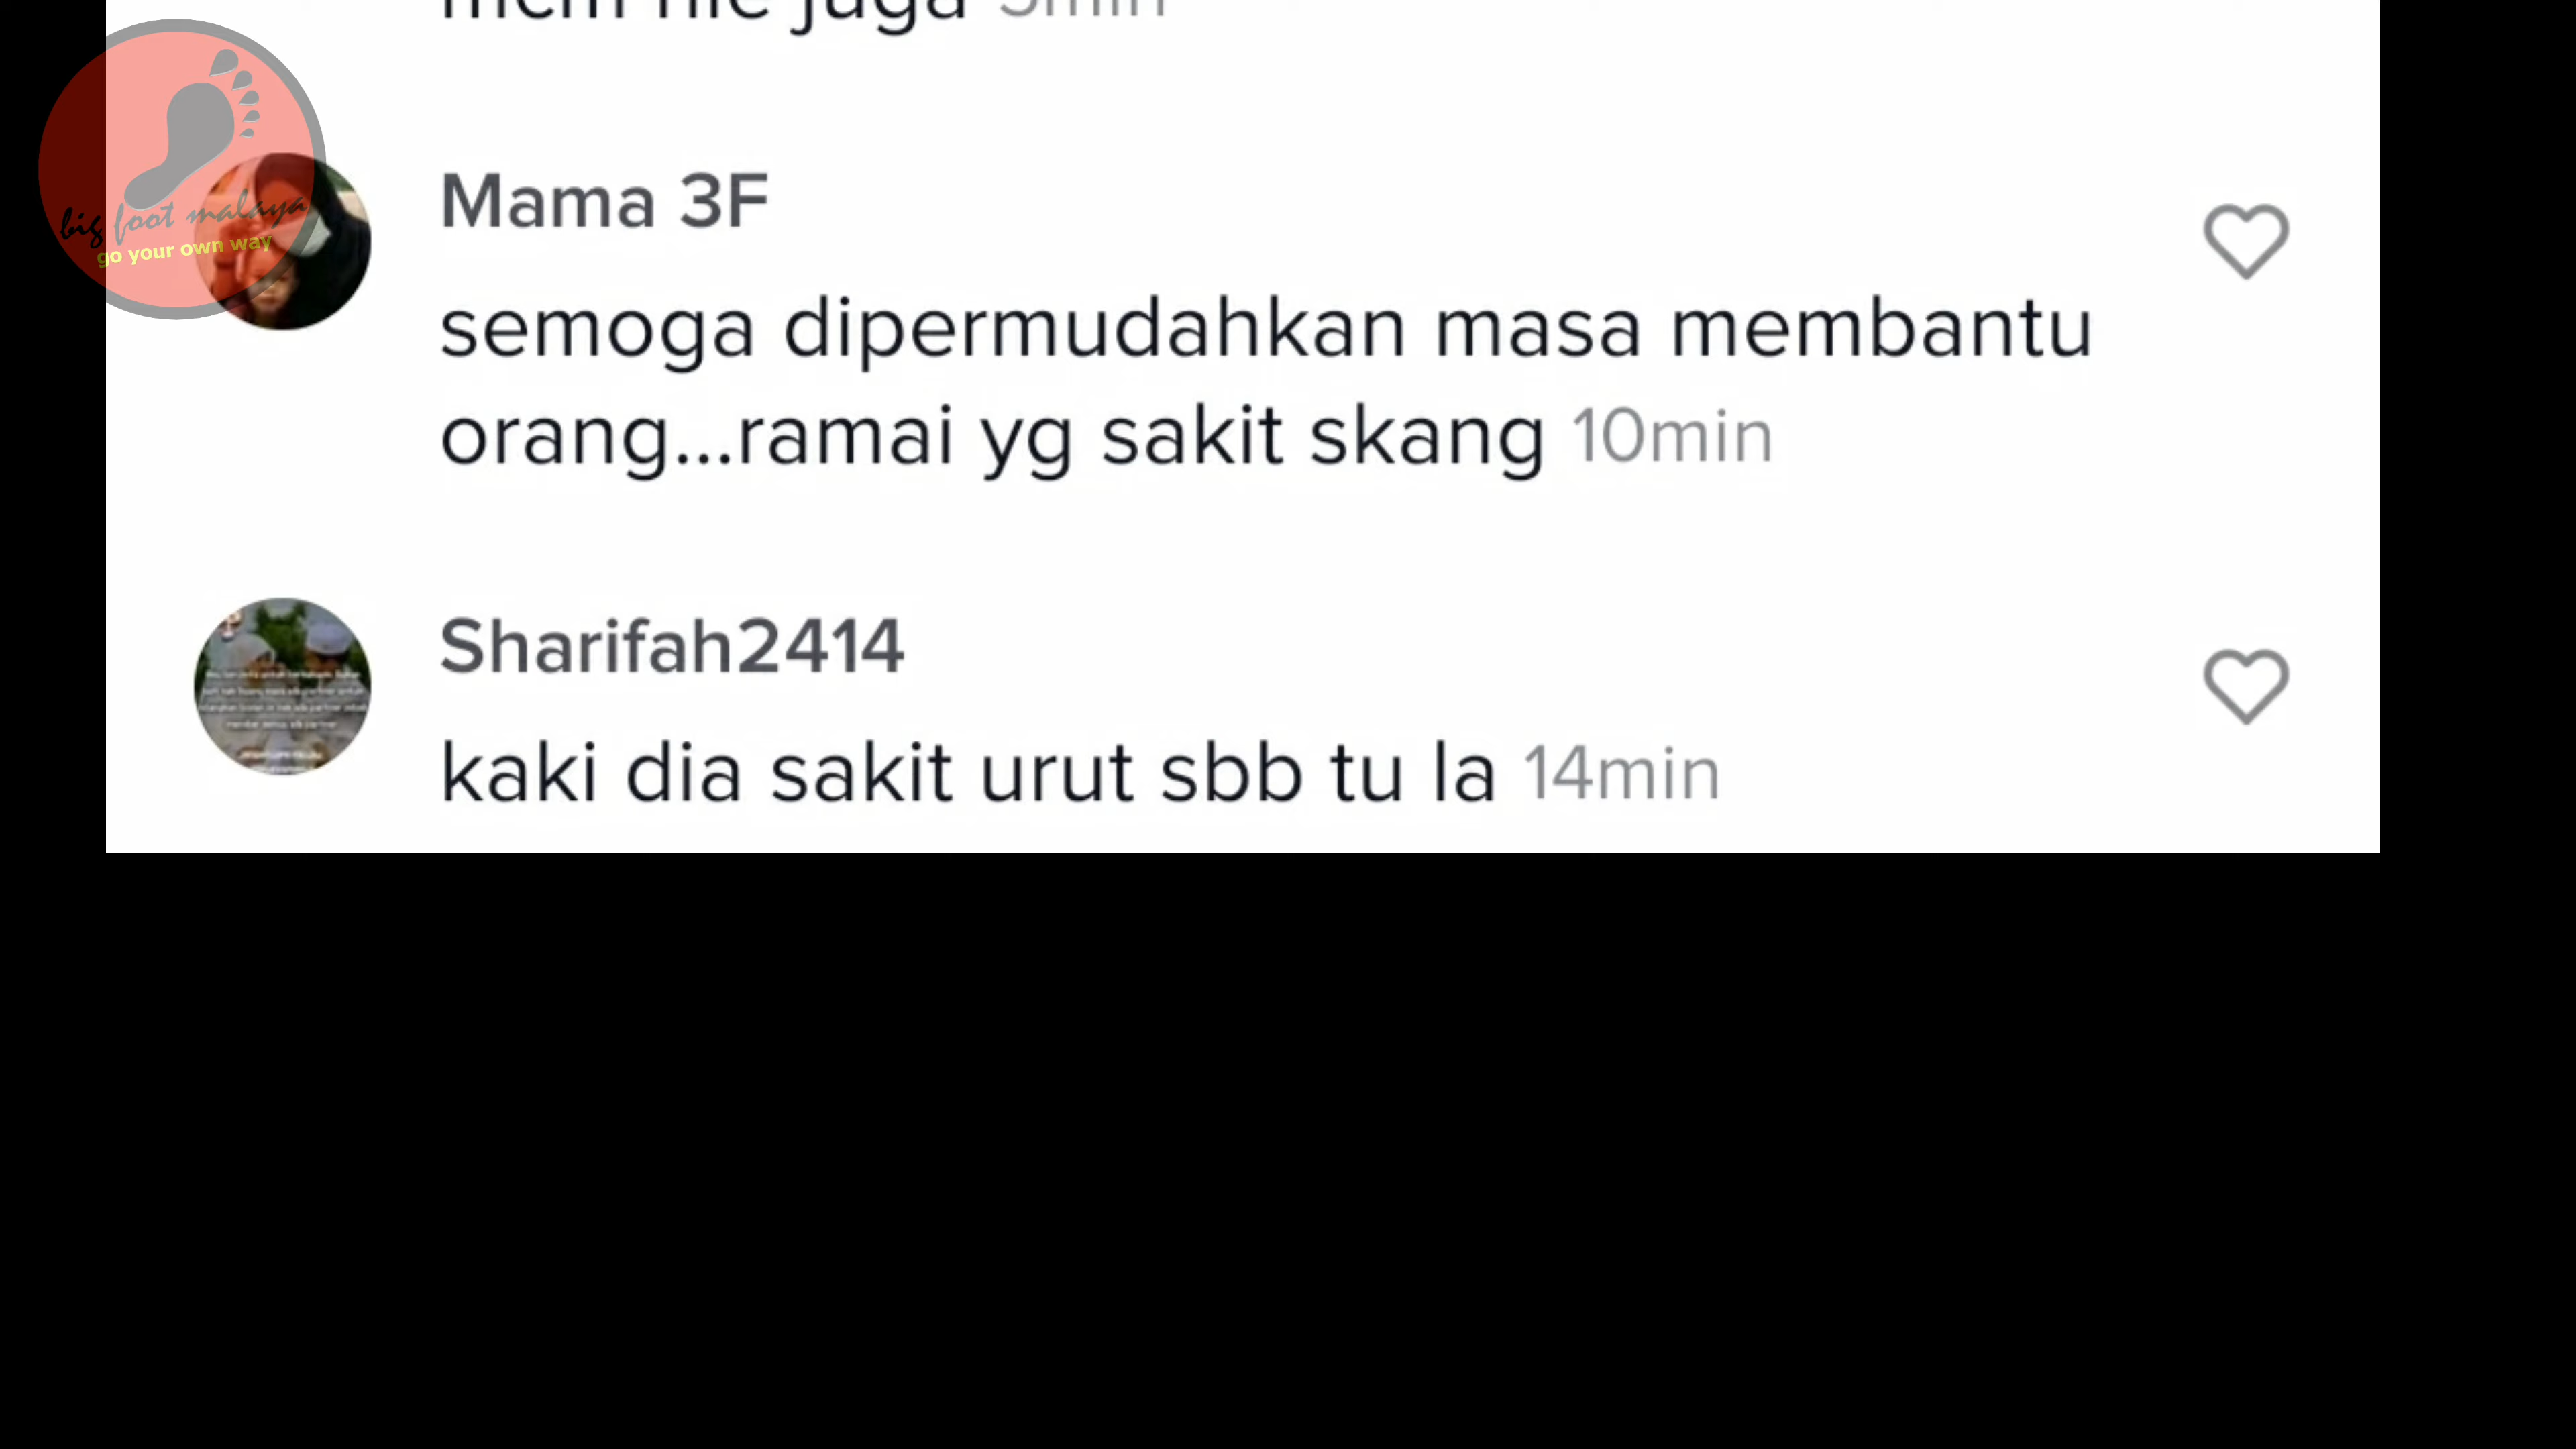 juga
Mama 3F
semoga dipermudahkan masa membantu
orang...ramai yg sakit skang 10min
Sharifah2414
kaki dia sakit urut sbb tu la 14min
big foot malaya
go your own way